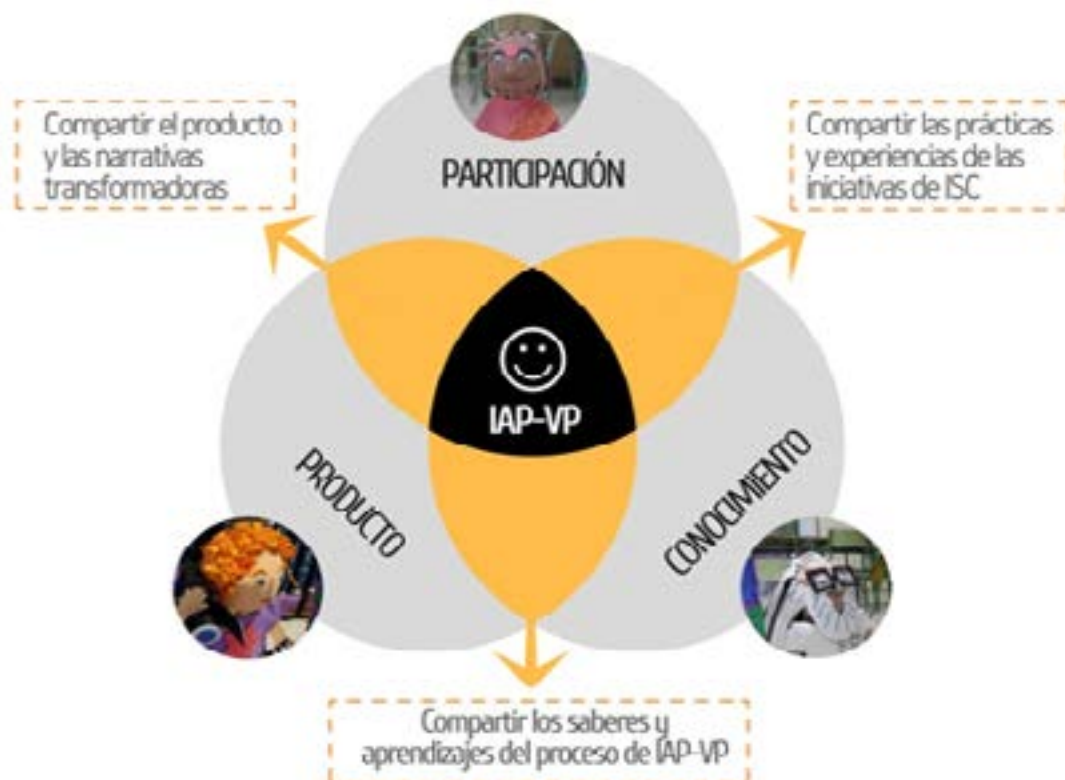 PARTICIPACIÓN
Compartir el producto
y las narrativas
transformadoras
Compartir las prácticas
y experiencias de las
iniciativas de ISC
IAP-VP
PRODUCTO
CONOCIMIENTO
Compartir los saberes y
aprendizajes del proceso de IAP-VP